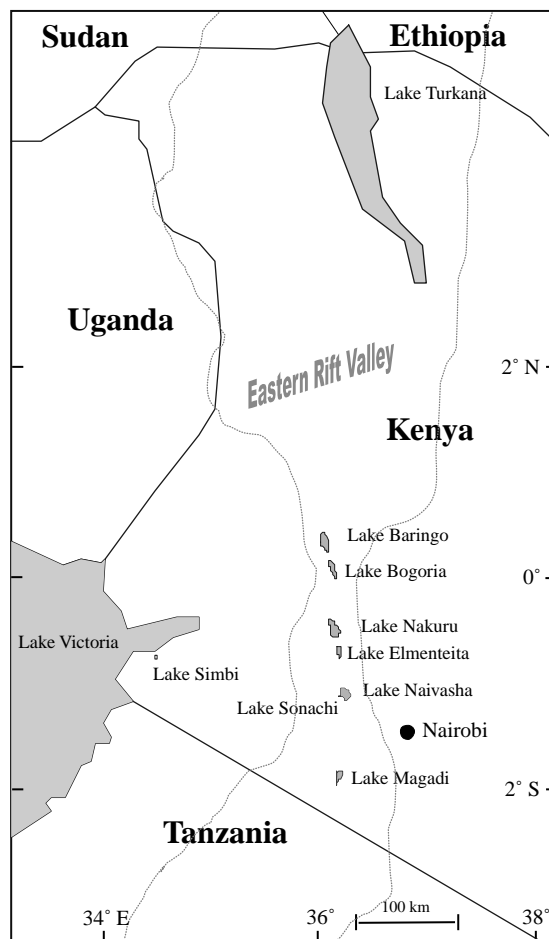 Sudan
Ethiopia
Lake Turkana
Uganda
Eastern Rift Valley
2° N
Kenya
Lake Baringo
Lake Bogoria
0°
Lake Nakuru
Lake Victoria
Lake Elmenteita
Lake Simbi
Lake Naivasha
Lake Sonachi
Nairobi
Lake Magadi
2° S
Tanzania
34° E
36°
100 km
38°